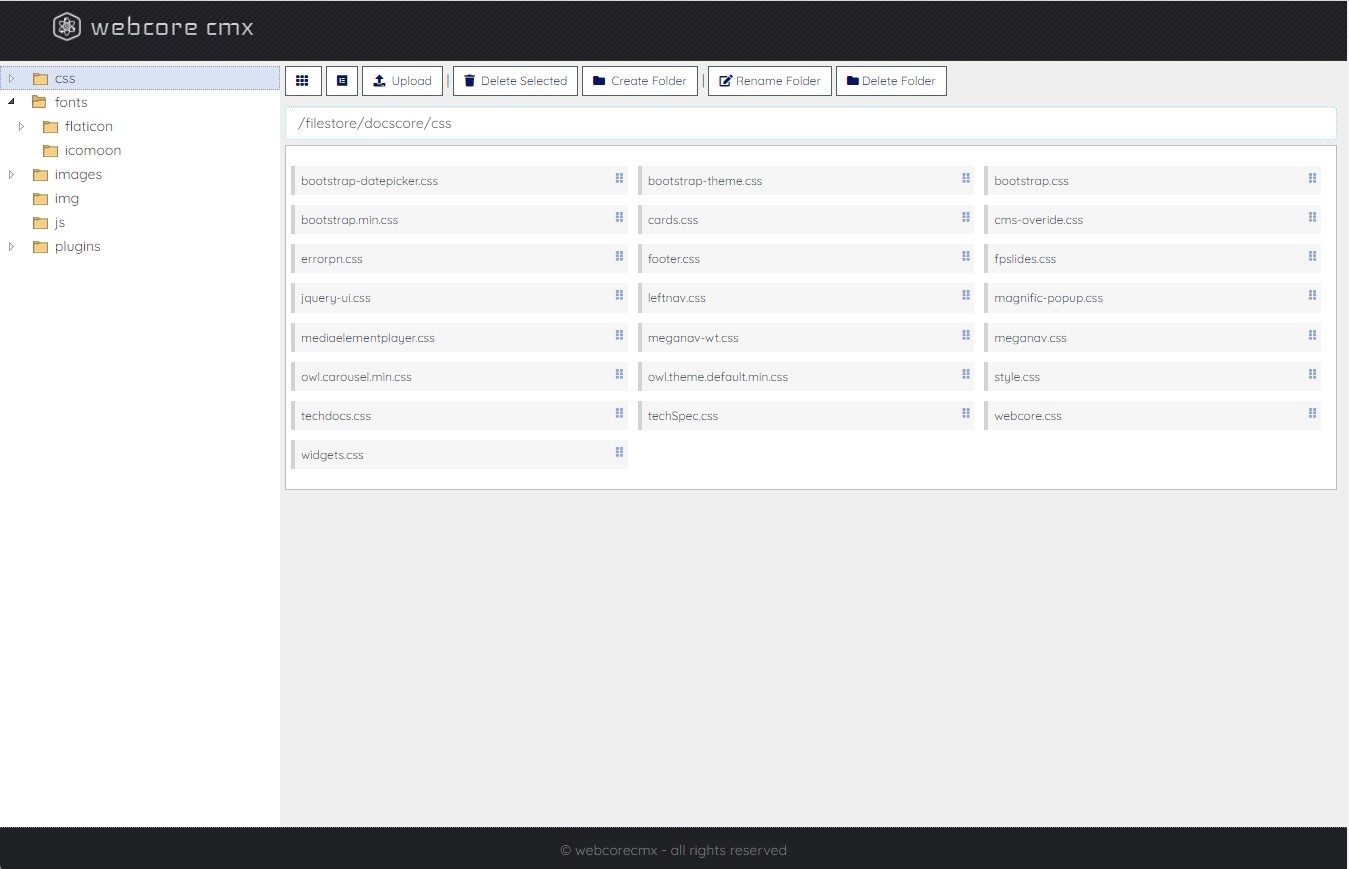 webcore cmx
css
fonts
flaticon
icomoon
images
img
js
plugins
Upload | Delete Selected Create Folder | Rename Folder Delete Folder
/filestore/docscore/css
bootstrap-datepicker.css bootstrap-theme.css bootstrap.css
bootstrap.min.css cards.css cms-overide.css
errorpn.css footer.css fpslides.css
jquery-ui.css leftnav.css magnific-popup.css
mediaelementplayer.css meganav-wt.css meganav.css
owl.carousel.min.css owl.theme.default.min.css style.css
techdocs.css techSpec.css webcore.css
widgets.css
© webcorecmx - all rights reserved